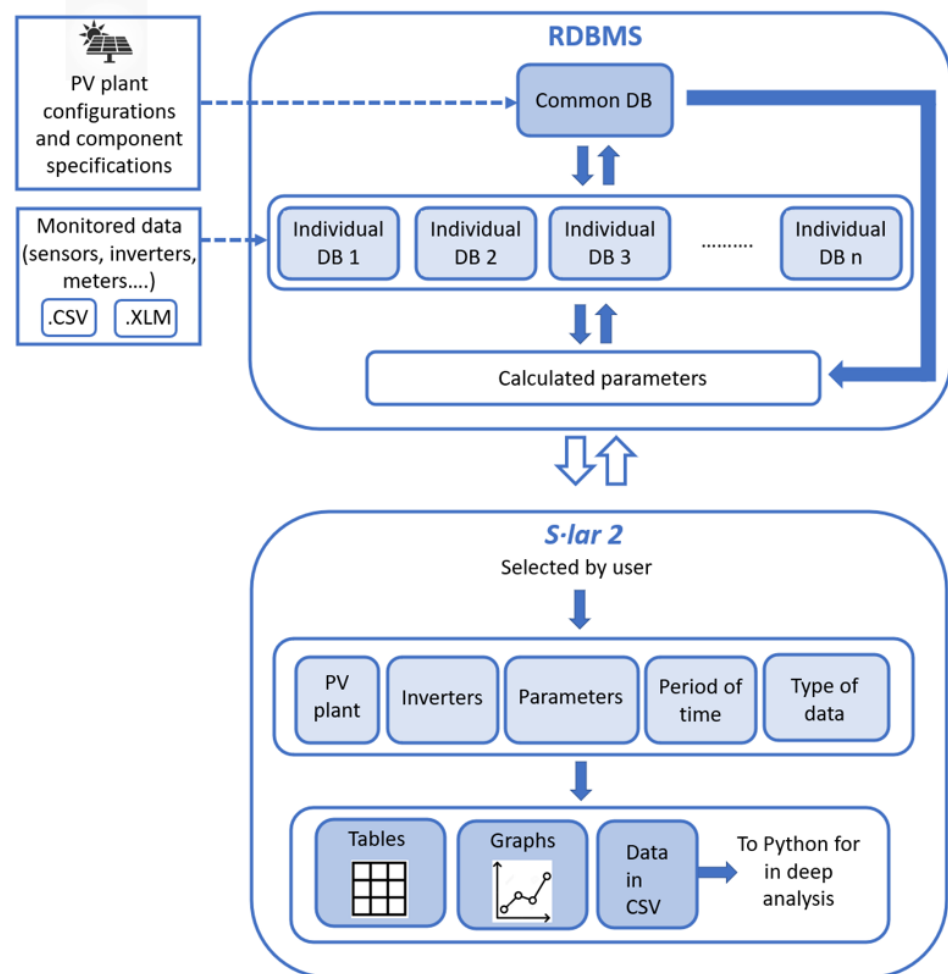 RDBMS
PV plant
configurations
and component
specifications
Common DB
Monitored data
(sensors, inverters,
meters....)
.CSV
.XLM
Individual
DB 1
Individual
DB 2
Individual
DB 3
..........
Individual
DB n
Calculated parameters
S·lar 2
Selected by user
PV
plant
Inverters
Parameters
Period of
time
Type of
data
Tables
Graphs
Data
in
CSV
To Python for
in deep
analysis